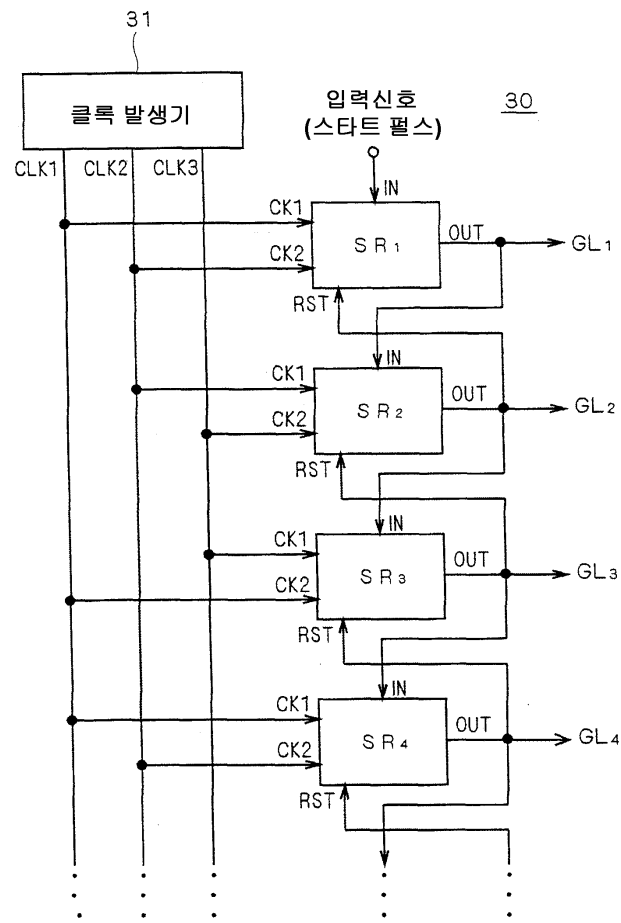 31
클록 발생기
입력신호
(스타트 펄스)
30
CLK1 CLK2 CLK3
IN
CK1
SR₁
OUT
GL₁
CK2
RST
IN
CK1
SR₂
OUT
GL₂
CK2
RST
IN
CK1
SR₃
OUT
GL₃
CK2
RST
IN
CK1
SR₄
OUT
GL₄
CK2
RST